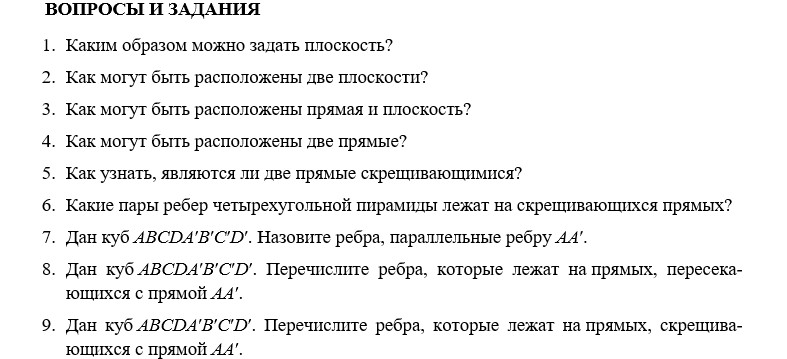 ВОПРОСЫ И ЗАДАНИЯ
1. Каким образом можно задать плоскость?
2. Как могут быть расположены две плоскости?
3. Как могут быть расположены прямая и плоскость?
4. Как могут быть расположены две прямые?
5. Как узнать, являются ли две прямые скрещивающимися?
6. Какие пары ребер четырехугольной пирамиды лежат на скрещивающихся прямых?
7. Дан куб ABCDA′B′C′D′. Назовите ребра, параллельные ребру AA′.
8. Дан куб ABCDA′B′C′D′. Перечислите ребра, которые лежат на прямых, пересека-
ющихся с прямой AA′.
9. Дан куб ABCDA′B′C′D′. Перечислите ребра, которые лежат на прямых, скрещива-
ющихся с прямой AA′.